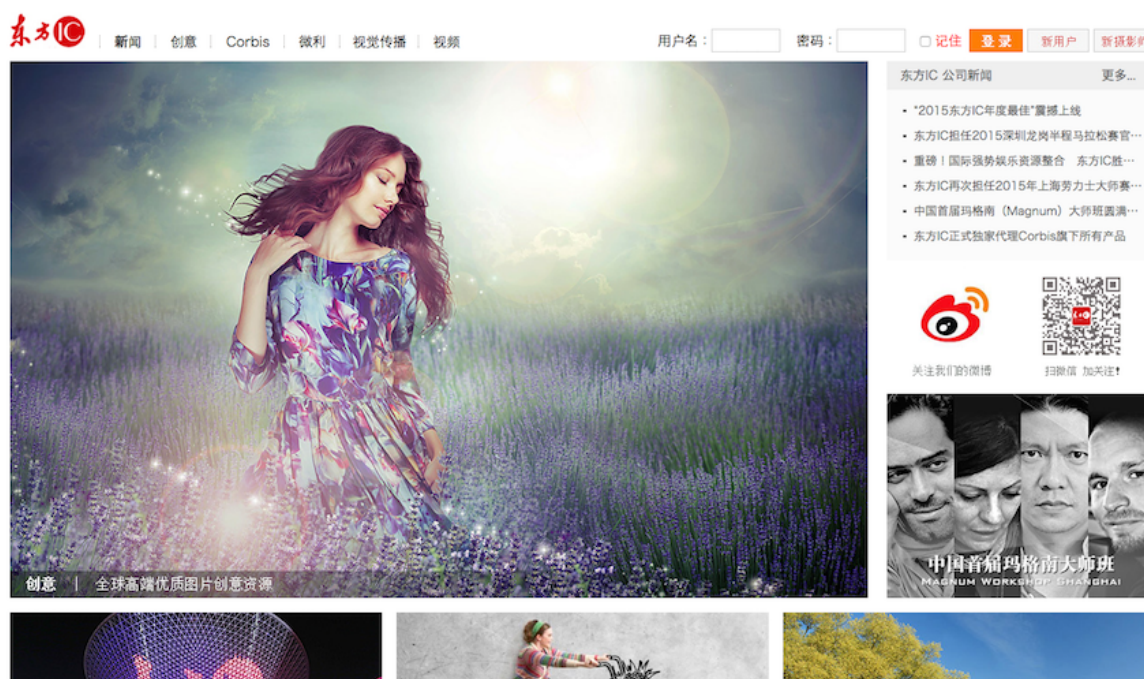 东方IC
新闻
创意
Corbis
微利
视觉传播
视频
用户名：
密码：
记住
登录
新用户
新摄影师
东方IC 公司新闻
更多...
"2015东方IC年度最佳"震撼上线
东方IC担任2015深圳龙岗半程马拉松赛官…
重磅！国际强势娱乐资源整合 东方IC胜…
东方IC再次担任2015年上海劳力士大师赛…
中国首届玛格南（Magnum）大师班圆满…
东方IC正式独家代理Corbis旗下所有产品
关注我们的微博
扫微信 加关注!
中国首届玛格南大师班
MAGNUM WORKSHOP SHANGHAI
创意 | 全球高端优质图片创意资源